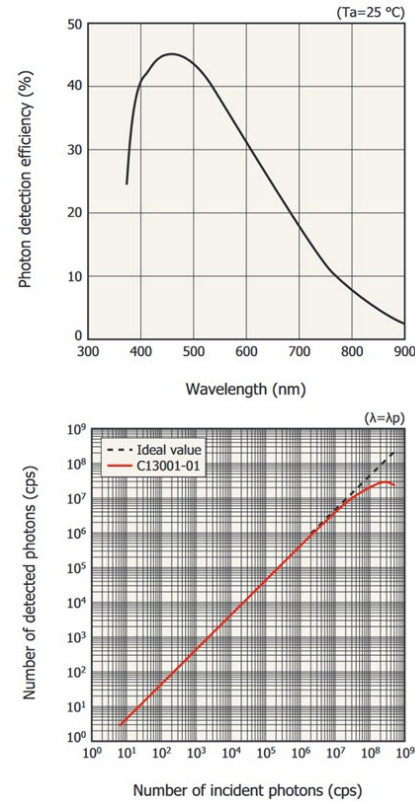 (Ta=25 °C)
Photon detection efficiency (%)
50
40
30
20
10
0
300 400 500 600 700 800 900
Wavelength (nm)
(λ=λp)
Number of detected photons (cps)
10⁹
10⁸
10⁷
10⁶
10⁵
10⁴
10³
10²
10¹
10⁰
Ideal value
C13001-01
10⁰ 10¹ 10² 10³ 10⁴ 10⁵ 10⁶ 10⁷ 10⁸ 10⁹
Number of incident photons (cps)